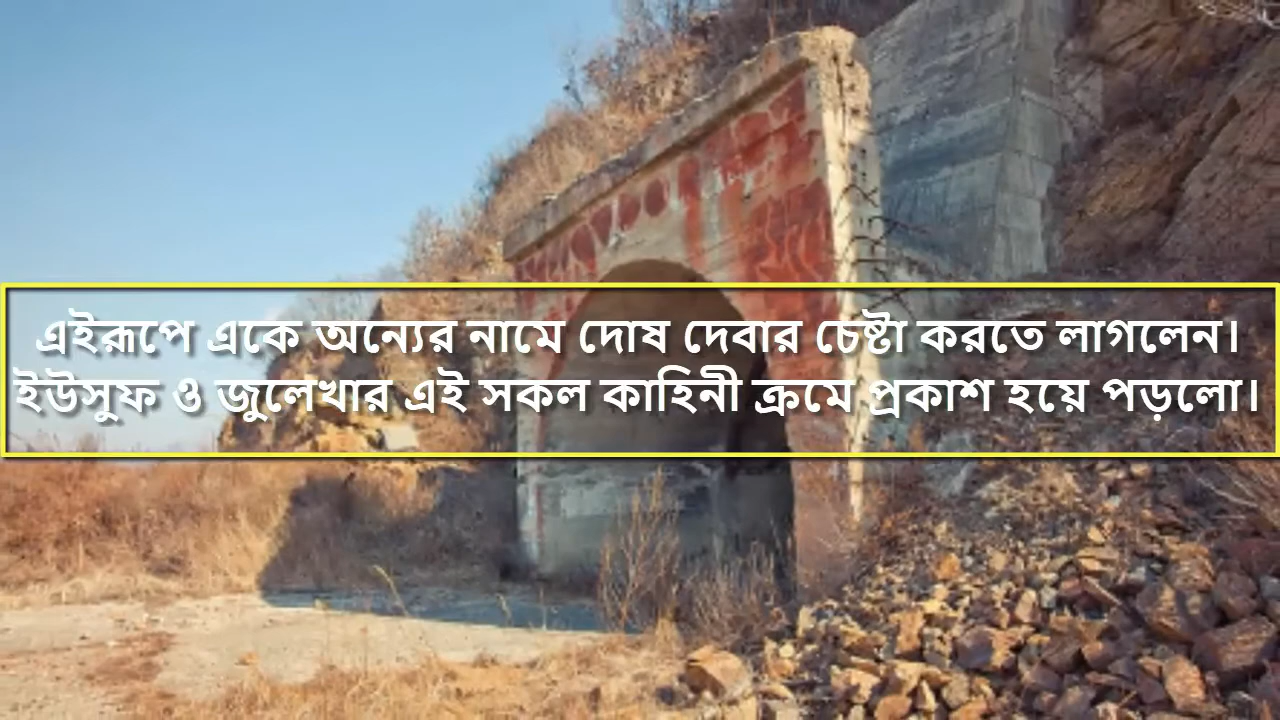 এইরূপে একে অন্যের নামে দোষ দেবার চেষ্টা করতে লাগলেন।
ইউসুফ ও জুলেখার এই সকল কাহিনী ক্রমে প্রকাশ হয়ে পড়লো।